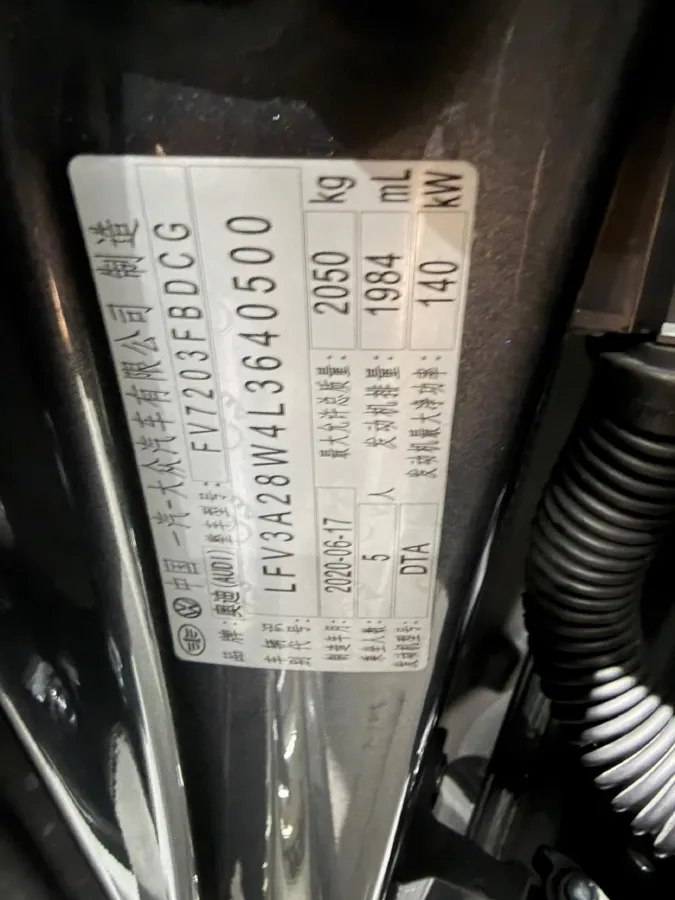 中国 一汽-大众汽车有限公司 制造
品牌:奥迪(AUDI) 整车型号: FV7203FBDCG
车辆识别代号: LFV3A28W4L3640500
制造年月: 2020-06-17 最大允许总质量: 2050 kg
乘坐人数: 5 人 发动机排量: 1984 mL
发动机型号: DTA 发动机最大净功率: 140 kW